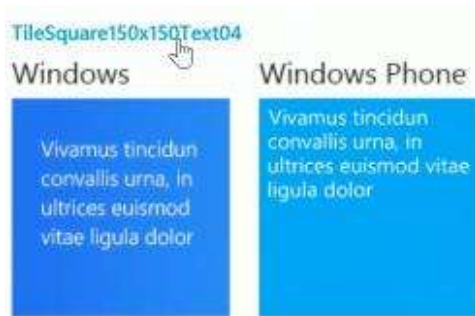 TileSquare150x150Text04
Windows
Windows Phone
Vivamus tincidun
convallis urna, in
ultrices euismod
vitae ligula dolor
Vivamus tincidun
convallis urna, in
ultrices euismod vitae
ligula dolor